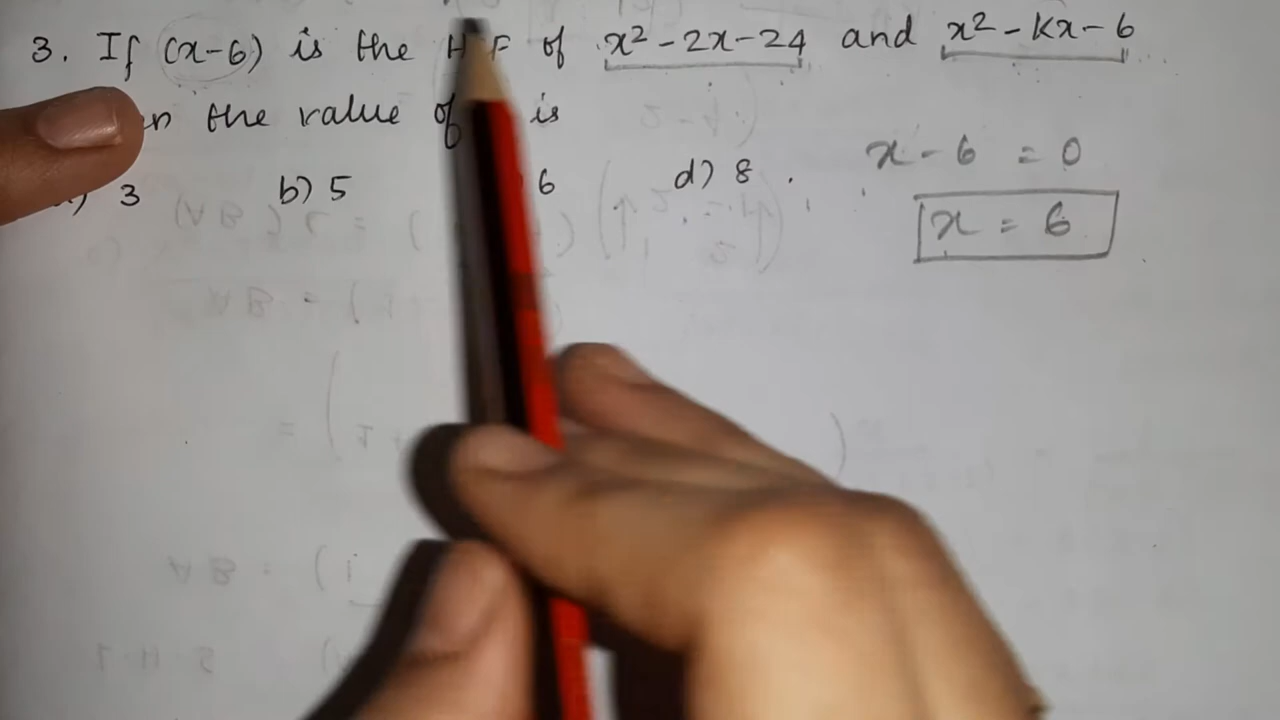 3. If (x-6) is the H F of x² - 2x - 24 and x² - kx - 6
the value of is
3 b) 5 6 d) 8 .
x - 6 = 0
x = 6